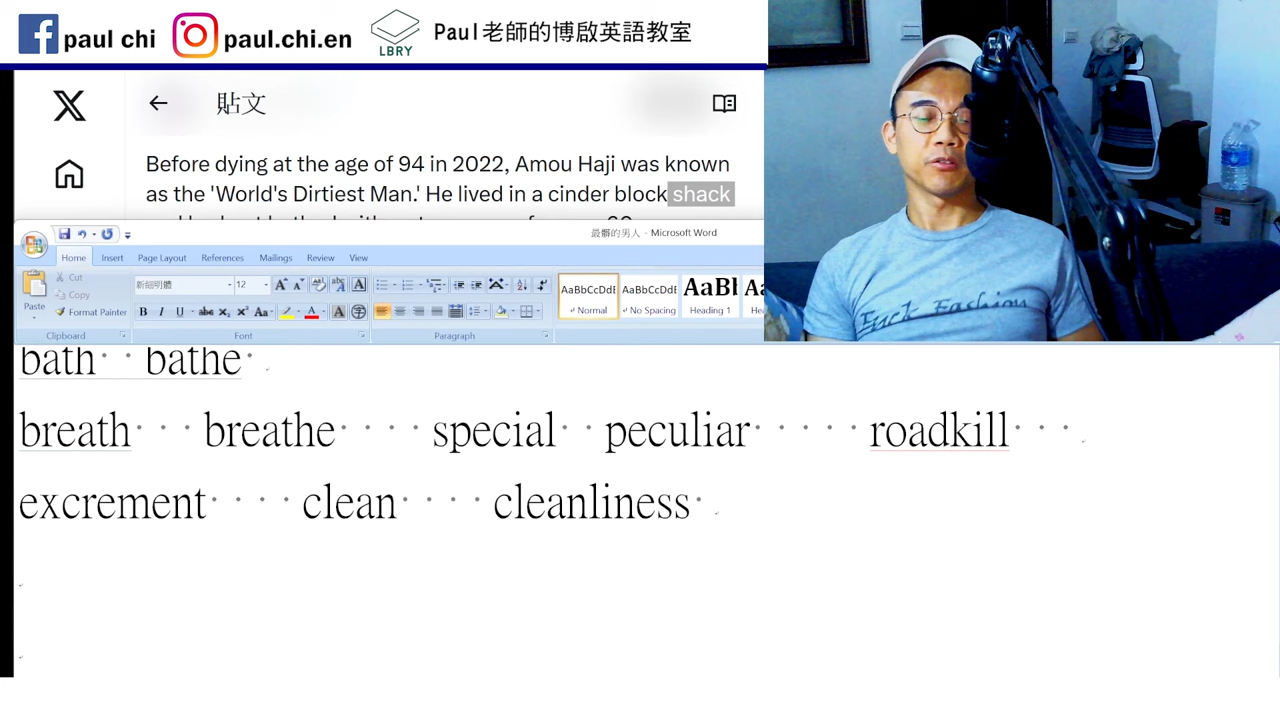 paul chi paul.chi.en LBRY Paul老師的博啟英語教室
貼文
Before dying at the age of 94 in 2022, Amou Haji was known
as the 'World's Dirtiest Man.' He lived in a cinder block shack
最髒的男人 - Microsoft Word
Home Insert Page Layout References Mailings Review View
Cut
Copy
Format Painter
Paste
新細明體 12
AaBbCcDdE AaBbCcDdE AaBl
Normal No Spacing Heading 1
Clipboard Font Paragraph
Fuck Fashion
bath bathe
breath breathe special peculiar roadkill
excrement clean cleanliness